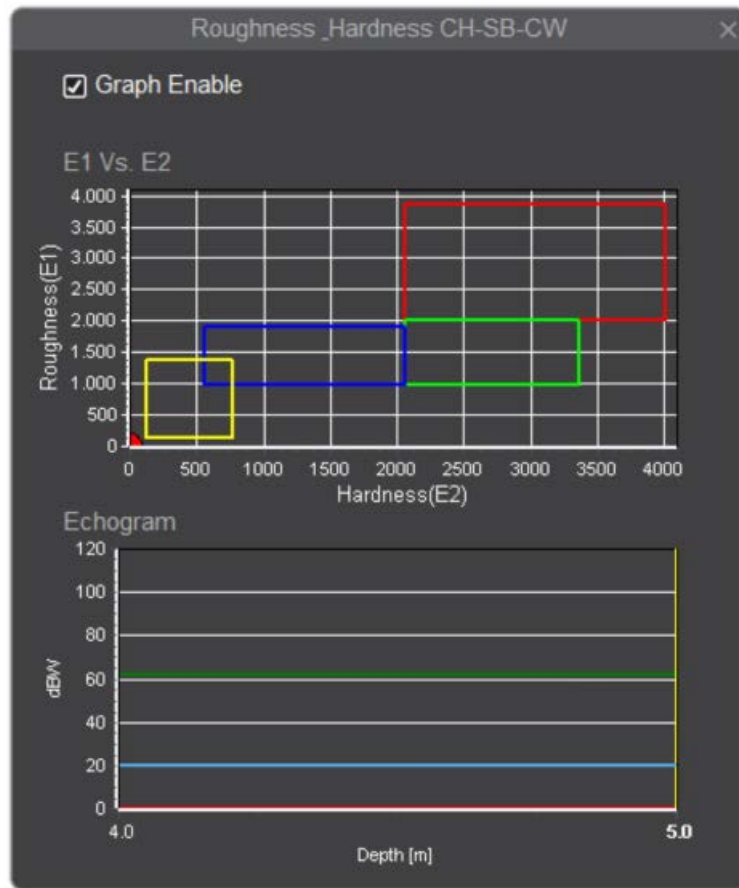 Roughness _Hardness CH-SB-CW
Graph Enable
E1 Vs. E2
Roughness(E1)
4.000
3.500
3.000
2.500
2.000
1.500
1.000
500
0
0 500 1000 1500 2000 2500 3000 3500 4000
Hardness(E2)
Echogram
dBW
120
100
80
60
40
20
0
4.0 5.0
Depth [m]